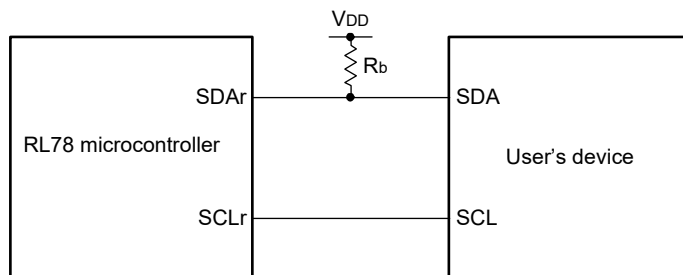 VDD
Rb
SDAr
SDA
RL78 microcontroller
User's device
SCLr
SCL